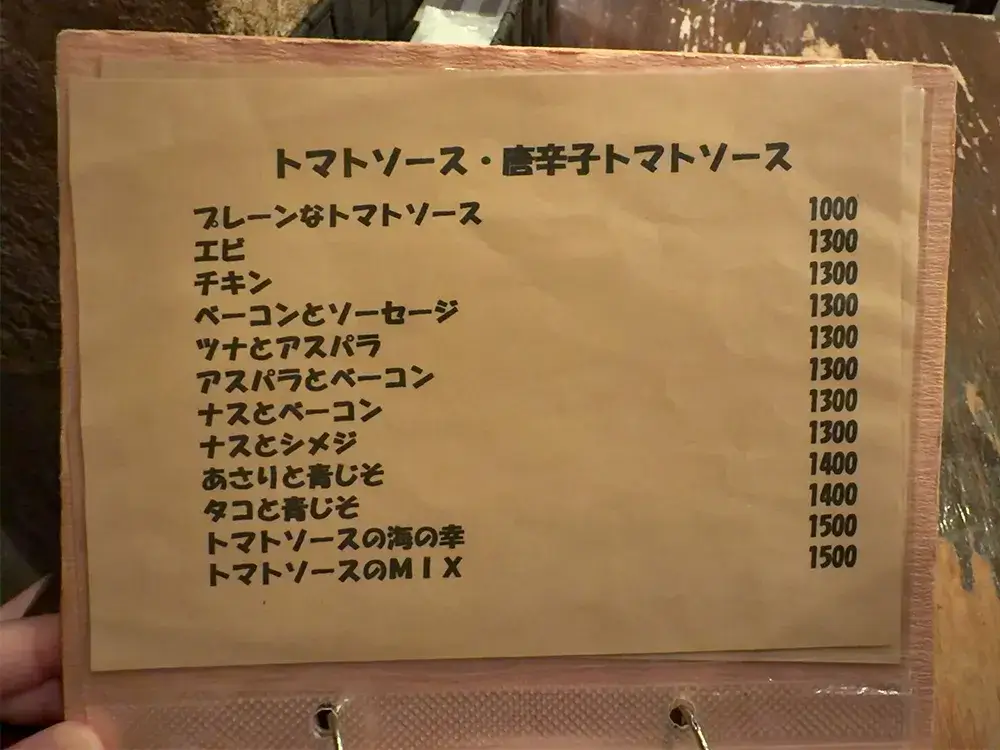 トマトソース・唐辛子トマトソース
プレーンなトマトソース 1000
エビ 1300
チキン 1300
ベーコンとソーセージ 1300
ツナとアスパラ 1300
アスパラとベーコン 1300
ナスとベーコン 1300
ナスとシメジ 1300
あさりと青じそ 1400
タコと青じそ 1400
トマトソースの海の幸 1500
トマトソースのMIX 1500